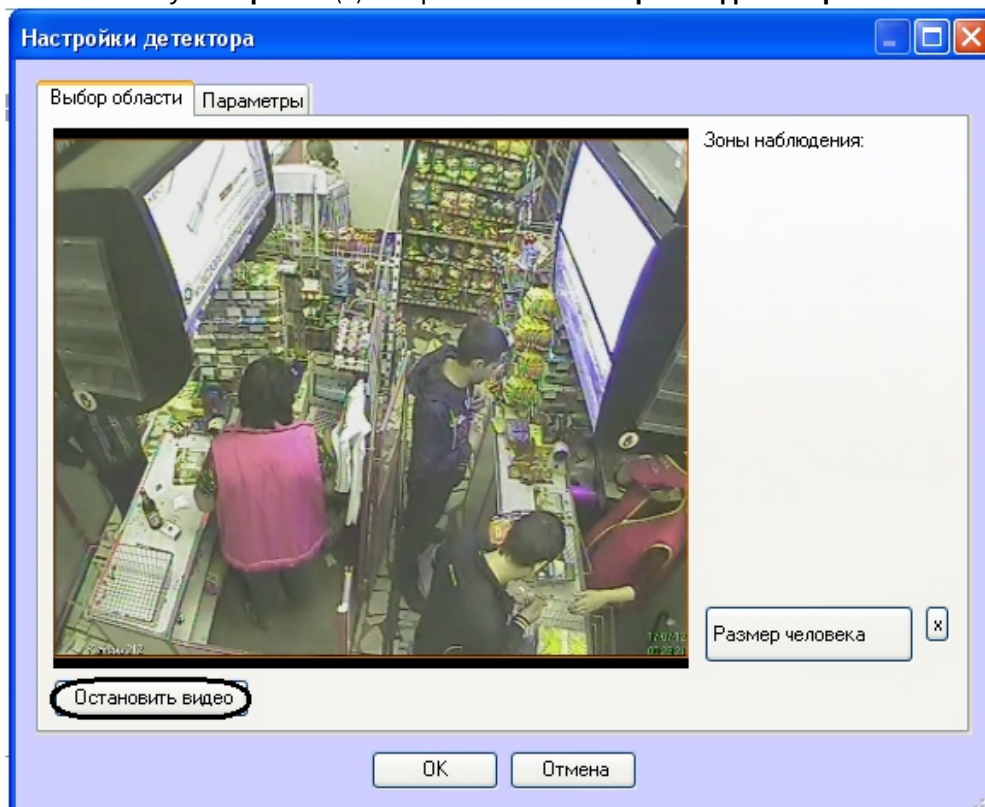 Настройки детектора
Выбор области
Параметры
Зоны наблюдения:
Размер человека
x
Остановить видео
OK
Отмена